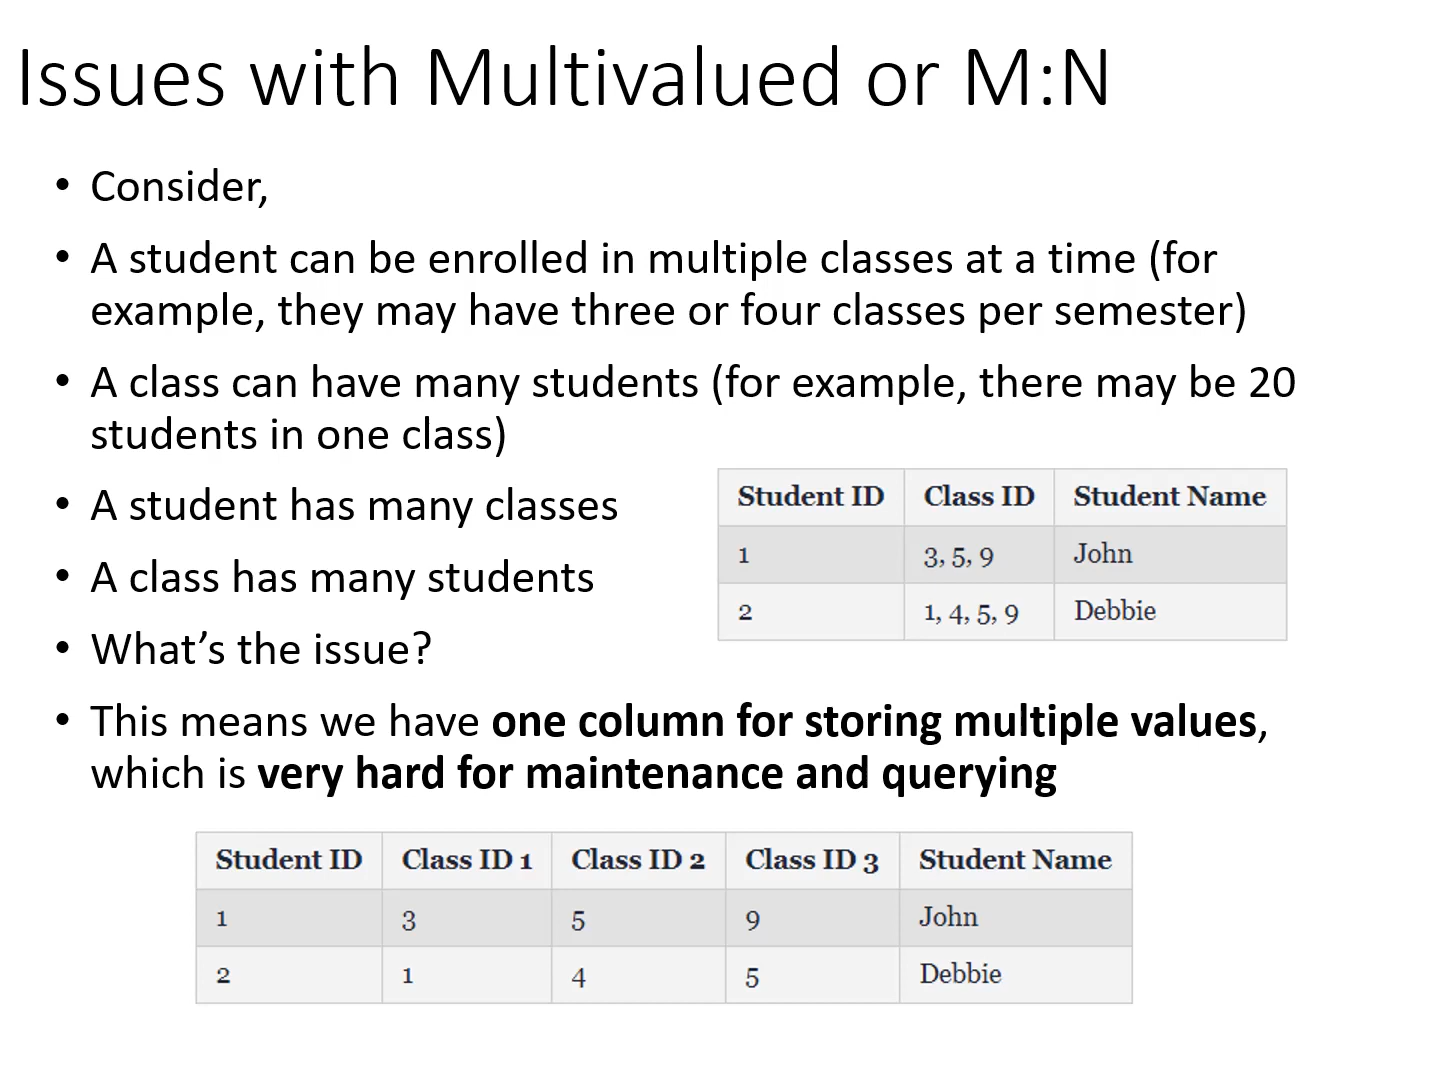 Issues with Multivalued or M:N
• Consider,
• A student can be enrolled in multiple classes at a time (for
example, they may have three or four classes per semester)
• A class can have many students (for example, there may be 20
students in one class)
• A student has many classes
• A class has many students
• What’s the issue?
Student ID Class ID Student Name
1 3, 5, 9 John
2 1, 4, 5, 9 Debbie
• This means we have one column for storing multiple values,
which is very hard for maintenance and querying
Student ID Class ID 1 Class ID 2 Class ID 3 Student Name
1 3 5 9 John
2 1 4 5 Debbie